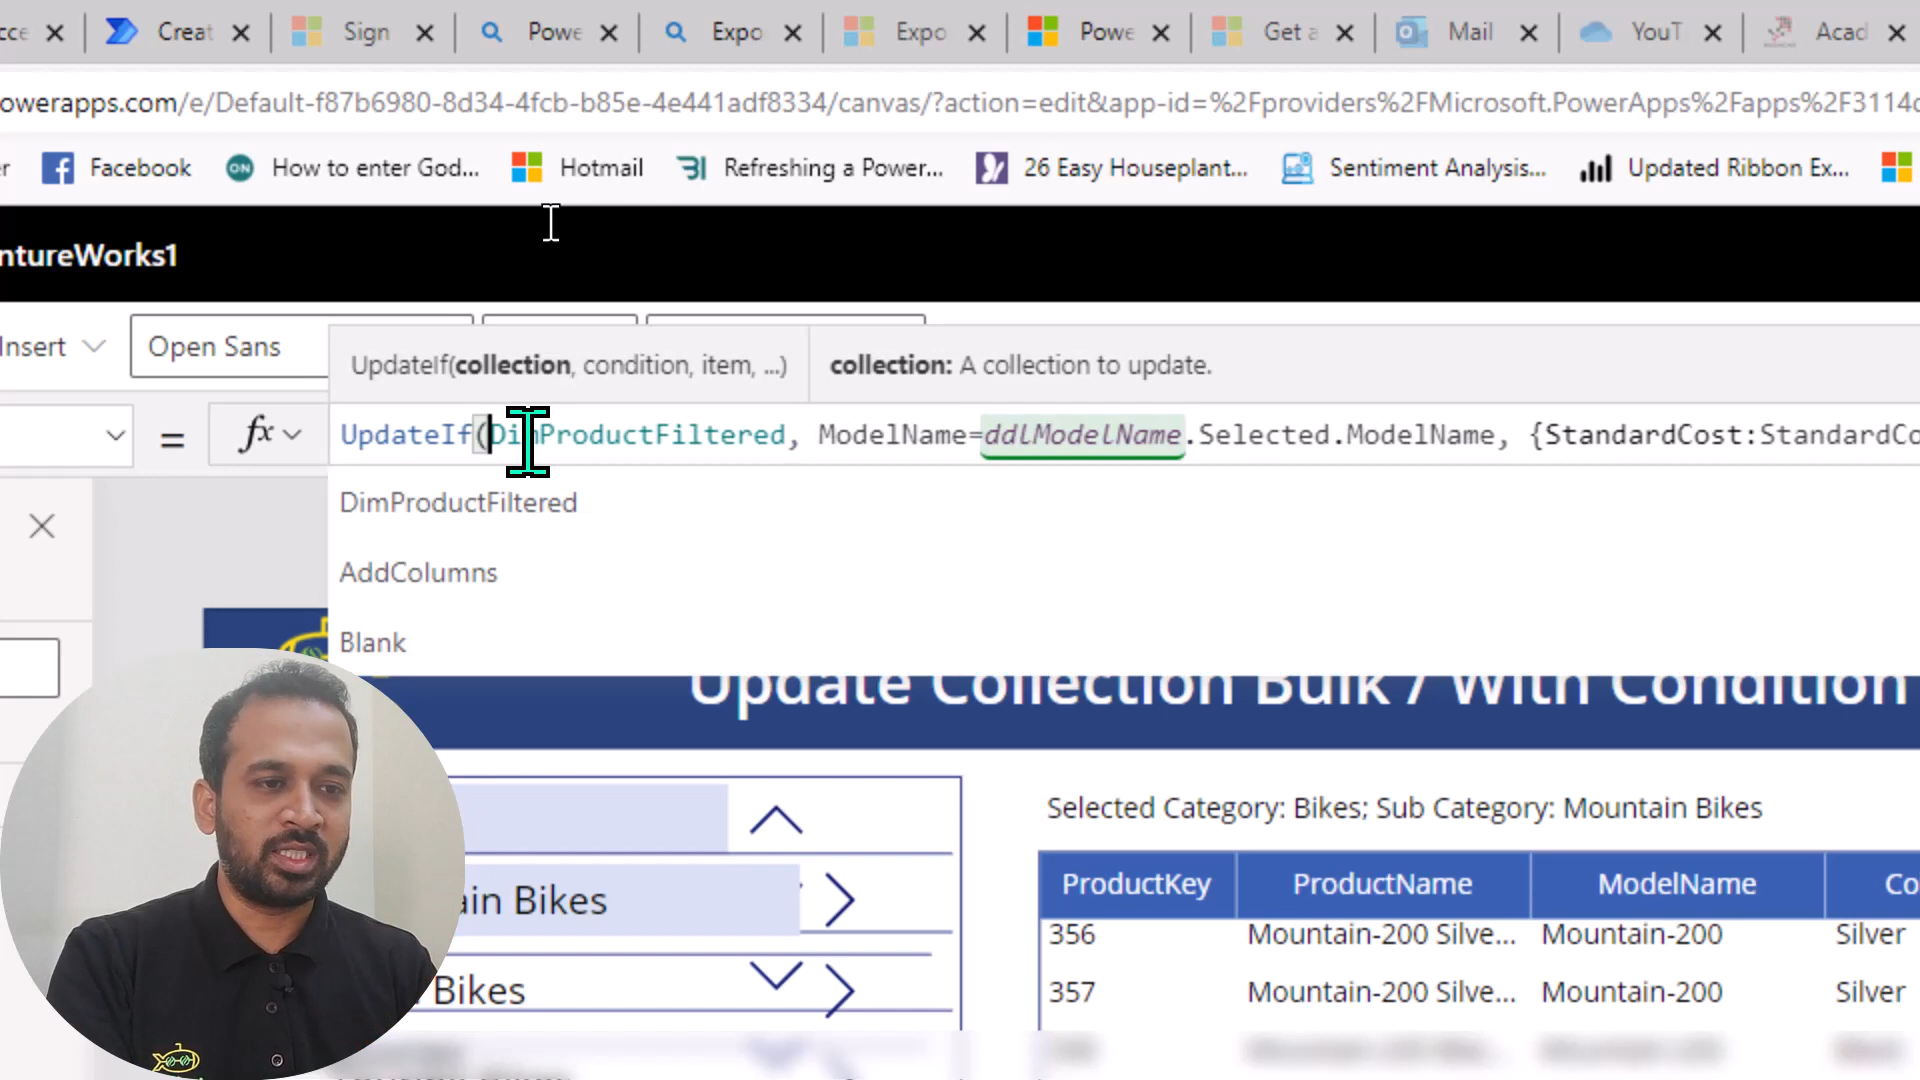 cce Creat Sign Powe Expo Expo Powe Get a Mail YouT Acad
owerapps.com/e/Default-f87b6980-8d34-4fcb-b85e-4e441adf8334/canvas/?action=edit&app-id=%2Fproviders%2FMicrosoft.PowerApps%2Fapps%2F3114c
r Facebook ON How to enter God... Hotmail Refreshing a Power... 26 Easy Houseplant... Sentiment Analysis... Updated Ribbon Ex...
ntureWorks1
Insert Open Sans
UpdateIf(collection, condition, item, ...) collection: A collection to update.
= fx UpdateIf(DimProductFiltered, ModelName=ddlModelName.Selected.ModelName, {StandardCost:StandardCo
DimProductFiltered
AddColumns
Blank
Update Collection Bulk / With Condition
Selected Category: Bikes; Sub Category: Mountain Bikes
ProductKey ProductName ModelName Co
ain Bikes
356 Mountain-200 Silve... Mountain-200 Silver
Bikes
357 Mountain-200 Silve... Mountain-200 Silver